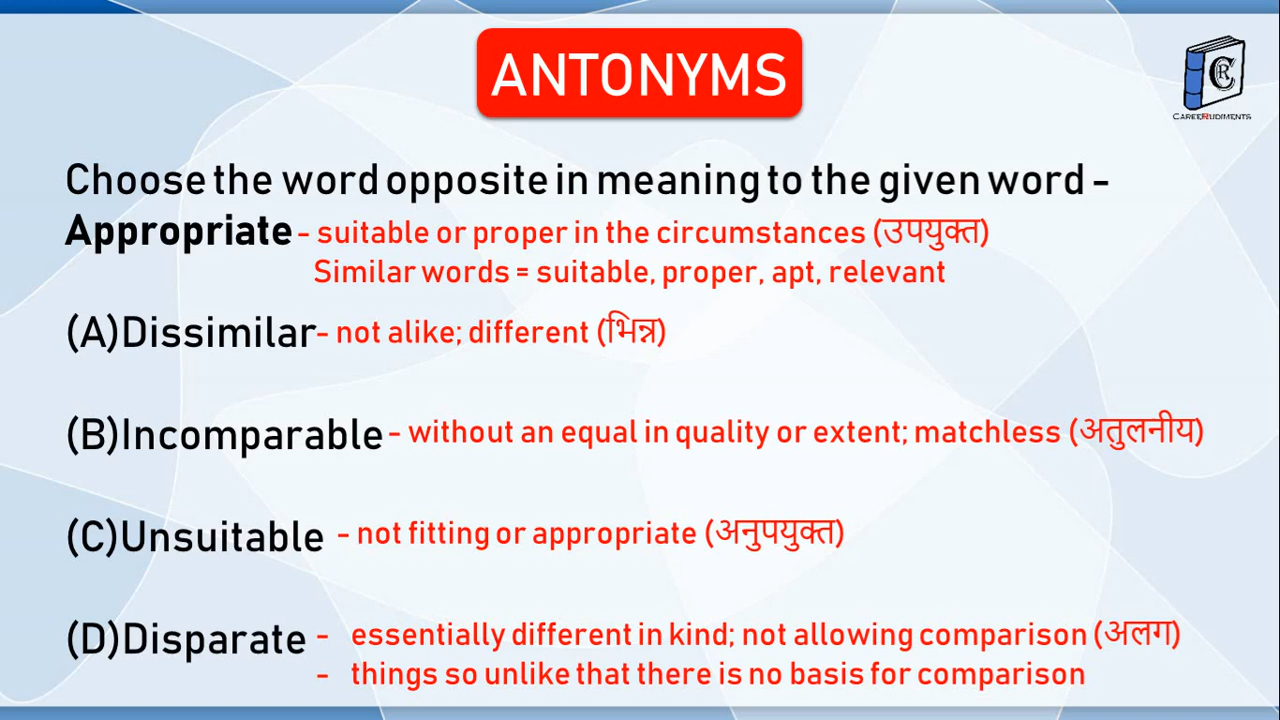 ANTONYMS
CR
CAREERUDIMENTS
Choose the word opposite in meaning to the given word -
Appropriate - suitable or proper in the circumstances (उपयुक्त)
Similar words = suitable, proper, apt, relevant
(A)Dissimilar - not alike; different (भिन्न)
(B)Incomparable - without an equal in quality or extent; matchless (अतुलनीय)
(C)Unsuitable - not fitting or appropriate (अनुपयुक्त)
(D)Disparate - essentially different in kind; not allowing comparison (अलग)
- things so unlike that there is no basis for comparison